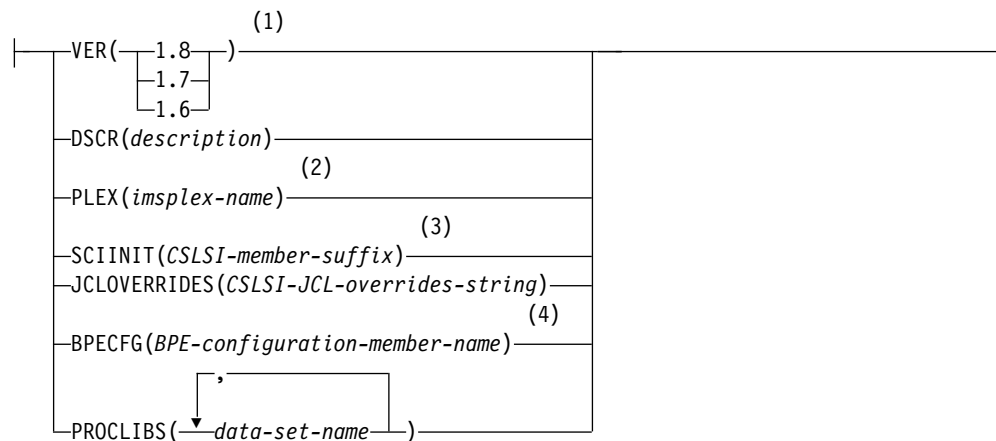 (1)
VER( 1.8 )
1.7
1.6
DSCR(description)
(2)
PLEX(imsplex-name)
(3)
SCIINIT(CSLSI-member-suffix)
JCLOVERRIDES(CSLSI-JCL-overrides-string)
(4)
BPECFG(BPE-configuration-member-name)
,
PROCLIBS( data-set-name )